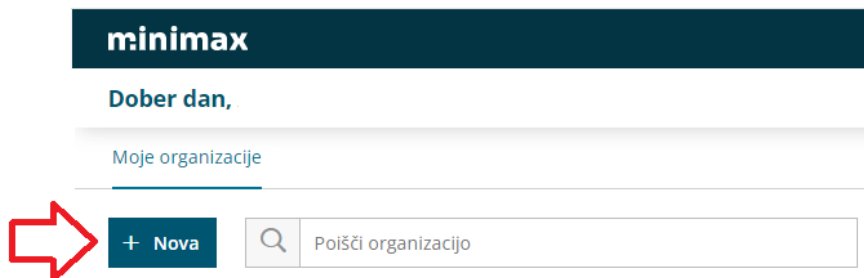 minimax
Dober dan,
Moje organizacije
+ Nova
Poišči organizacijo